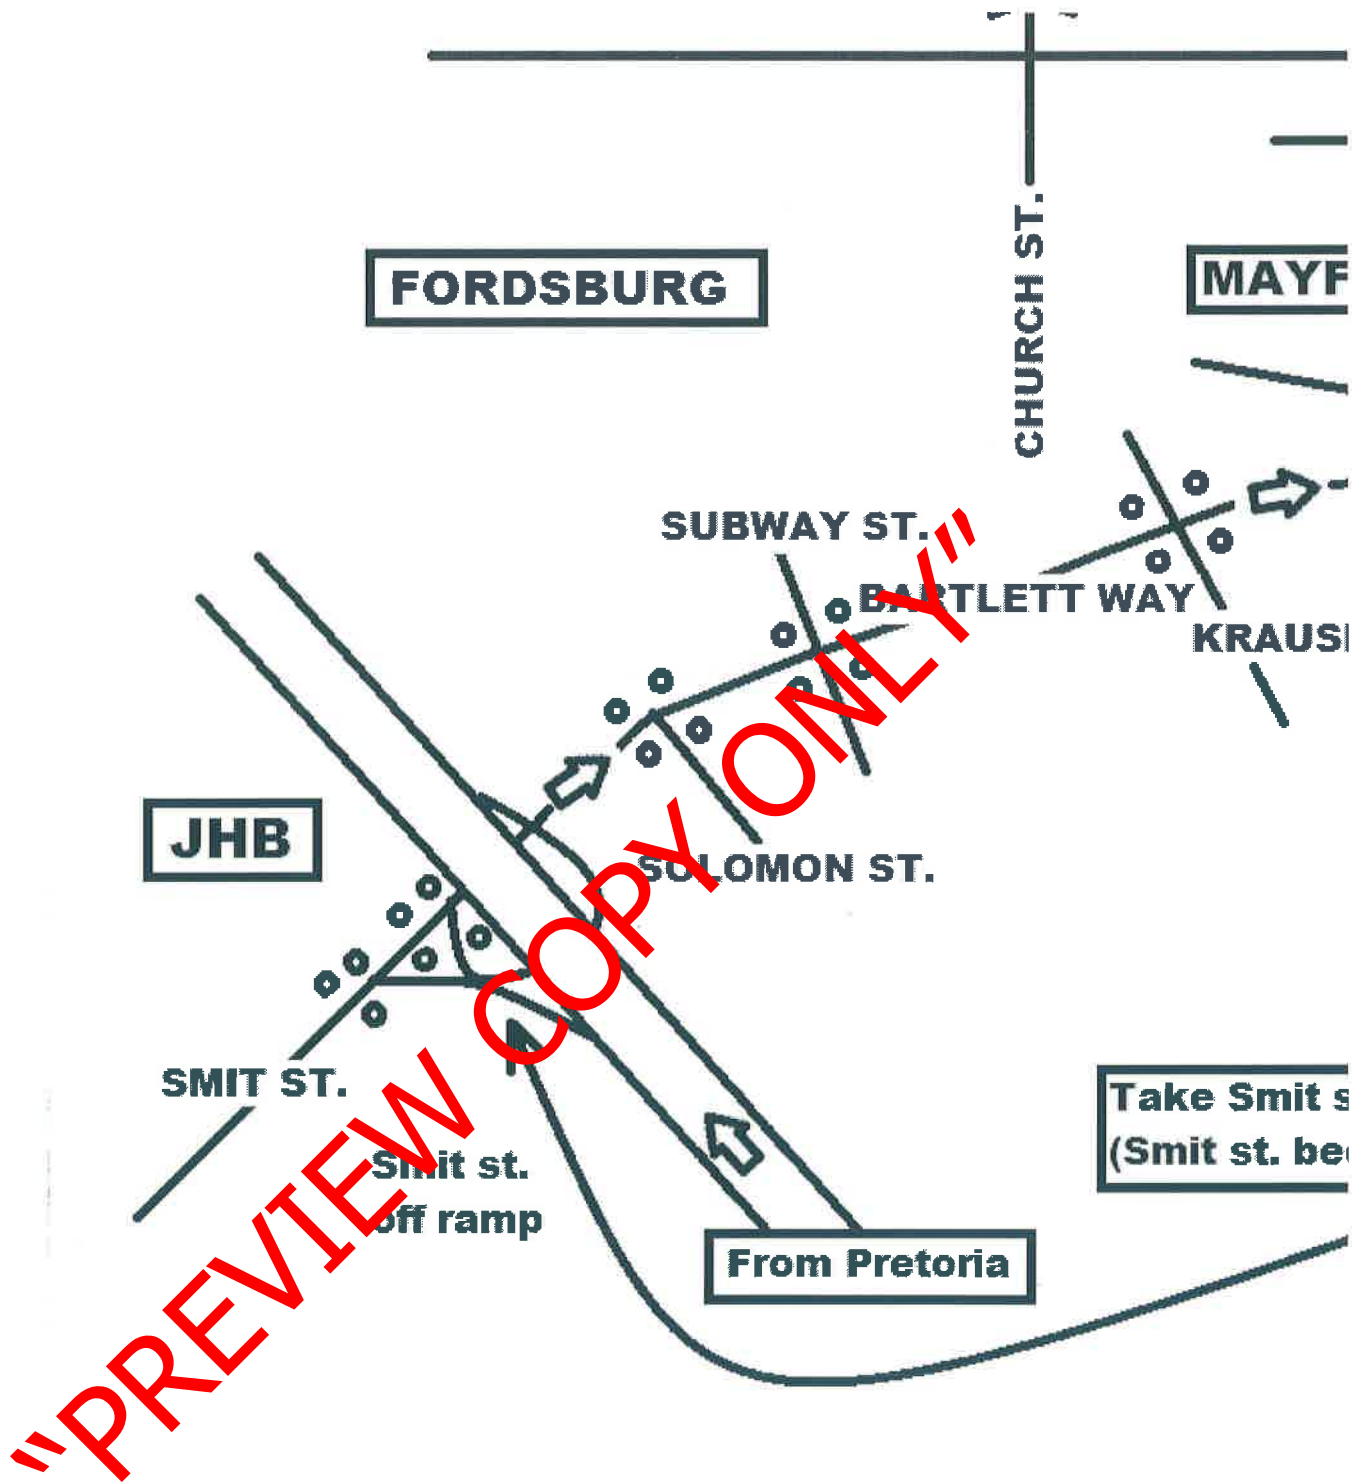 CHURCH ST.
FORDSBURG
MAYF
SUBWAY ST.
BARTLETT WAY
KRAUS
JHB
SOLOMON ST.
SMIT ST.
Take Smit s
(Smit st. be
Smit st.
off ramp
From Pretoria
"PREVIEW COPY ONLY"